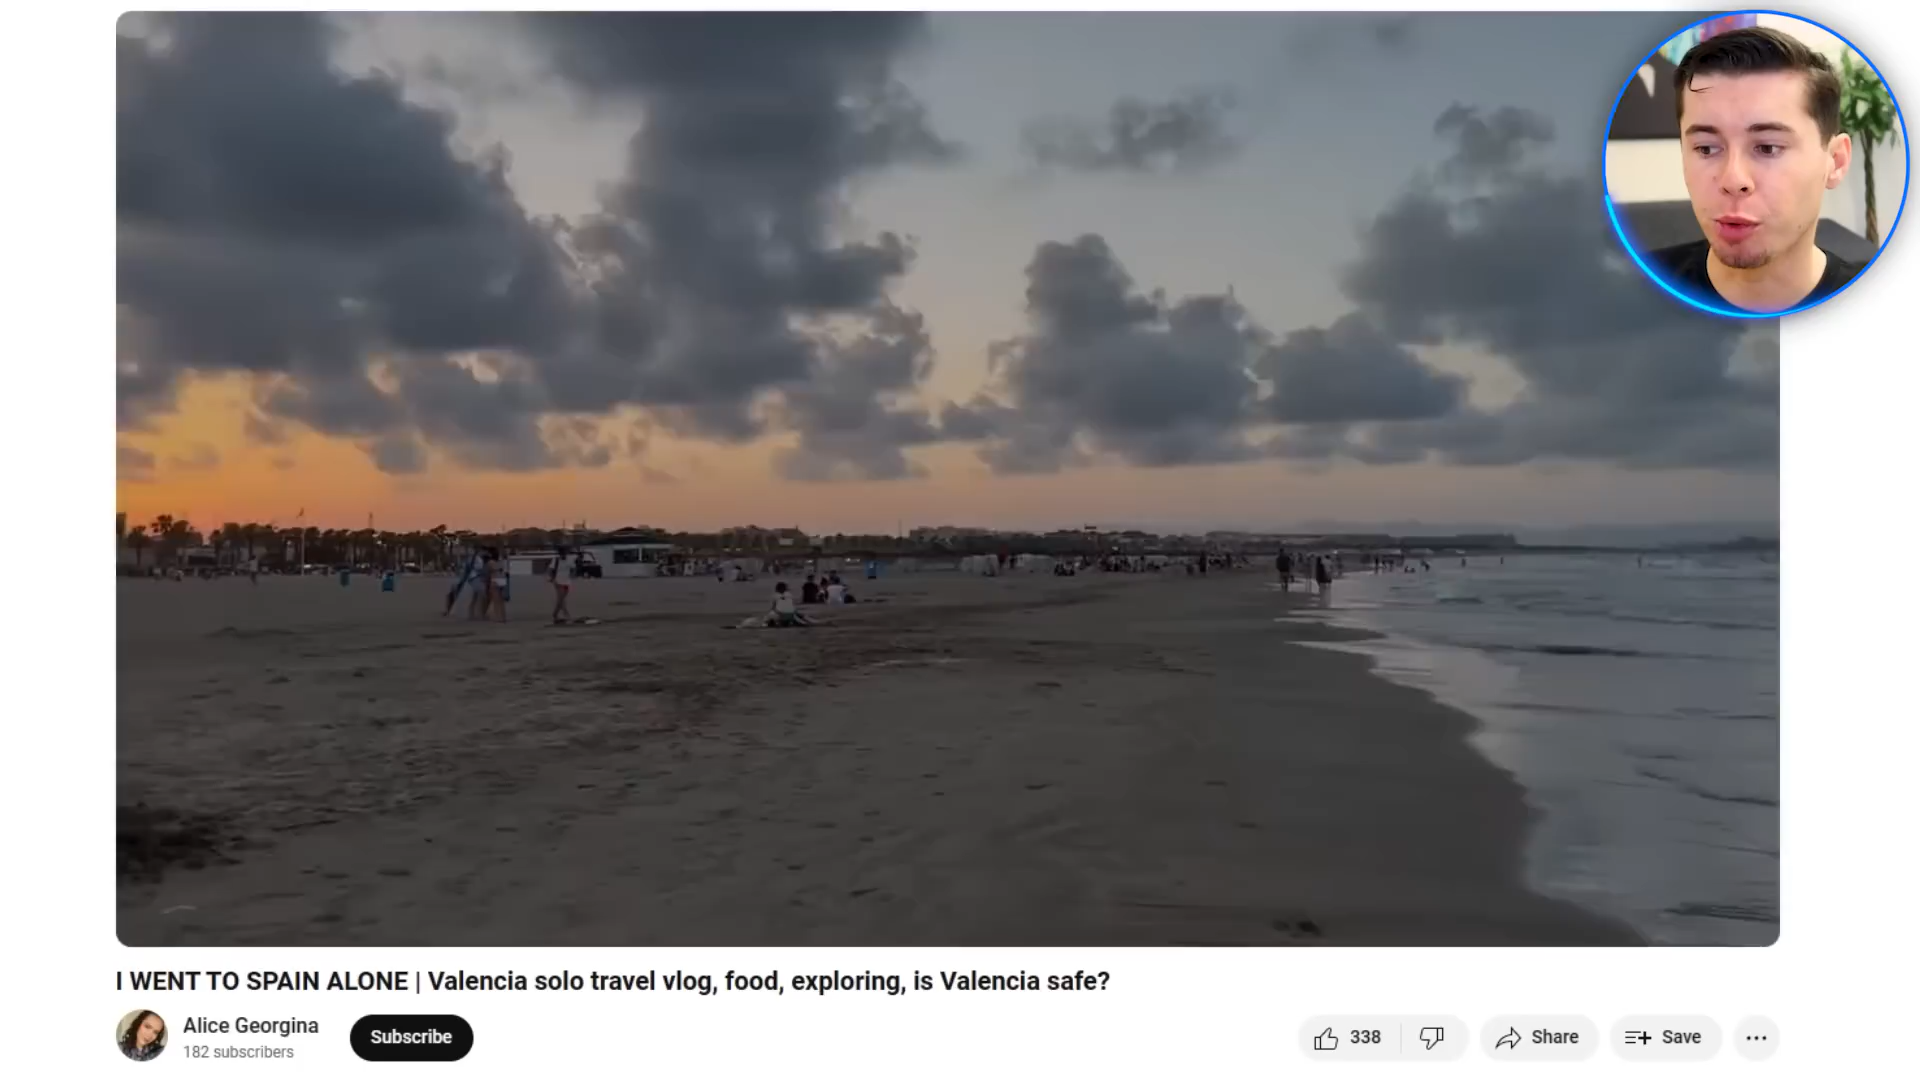 I WENT TO SPAIN ALONE | Valencia solo travel vlog, food, exploring, is Valencia safe?
Alice Georgina
182 subscribers
Subscribe
338
Share
Save